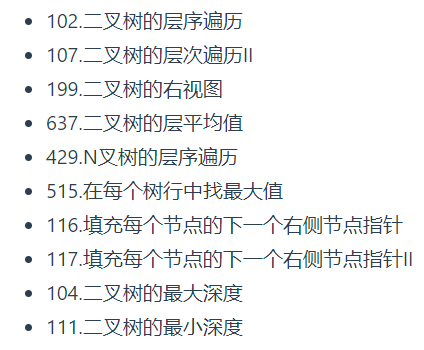 102.二叉树的层序遍历
107.二叉树的层次遍历II
199.二叉树的右视图
637.二叉树的层平均值
429.N叉树的层序遍历
515.在每个树行中找最大值
116.填充每个节点的下一个右侧节点指针
117.填充每个节点的下一个右侧节点指针II
104.二叉树的最大深度
111.二叉树的最小深度